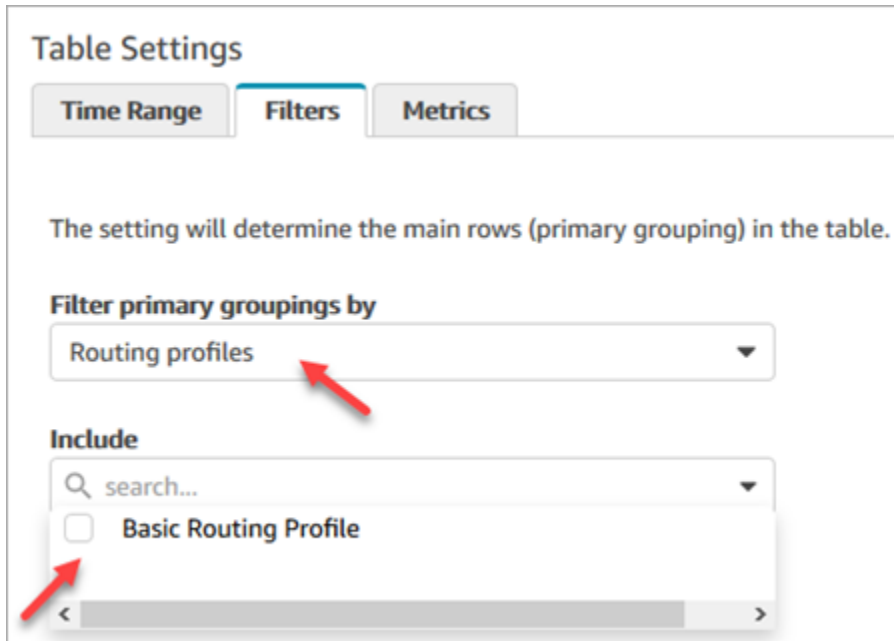 Table Settings
Time Range Filters Metrics
The setting will determine the main rows (primary grouping) in the table.
Filter primary groupings by
Routing profiles
Include
search...
Basic Routing Profile